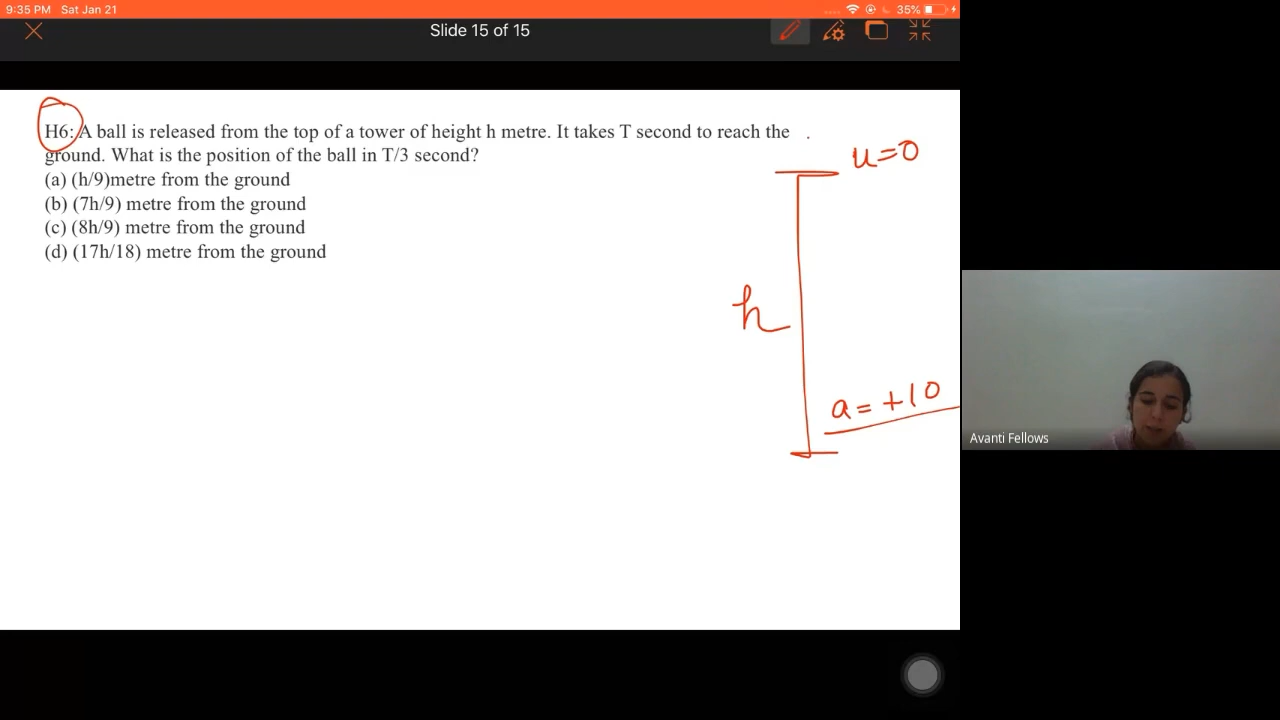 9:35 PM Sat Jan 21
35%
Slide 15 of 15
H6: A ball is released from the top of a tower of height h metre. It takes T second to reach the .
ground. What is the position of the ball in T/3 second?
(a) (h/9)metre from the ground
(b) (7h/9) metre from the ground
(c) (8h/9) metre from the ground
(d) (17h/18) metre from the ground
u=0
h
a=+10
Avanti Fellows